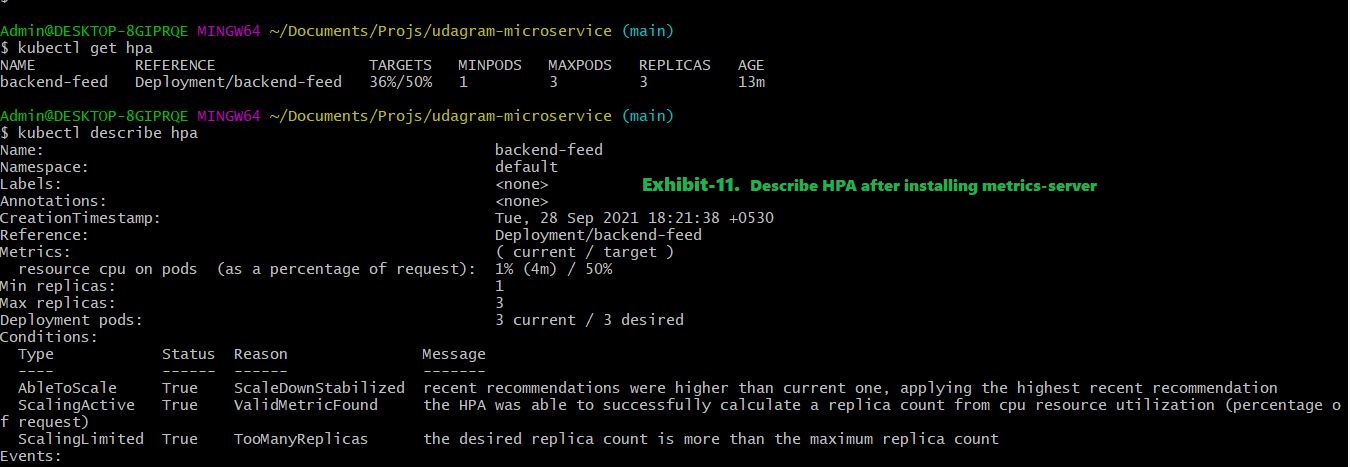 $
Admin@DESKTOP-8GIPRQE MINGW64 ~/Documents/Projs/udagram-microservice (main)
$ kubectl get hpa
NAME           REFERENCE                 TARGETS   MINPODS   MAXPODS   REPLICAS   AGE
backend-feed   Deployment/backend-feed   36%/50%   1         3         3          13m
Admin@DESKTOP-8GIPRQE MINGW64 ~/Documents/Projs/udagram-microservice (main)
$ kubectl describe hpa
Name:                                                  backend-feed
Namespace:                                             default
Labels:                                                <none>
Exhibit-11. Describe HPA after installing metrics-server
Annotations:                                           <none>
CreationTimestamp:                                     Tue, 28 Sep 2021 18:21:38 +0530
Reference:                                             Deployment/backend-feed
Metrics:                                               ( current / target )
  resource cpu on pods  (as a percentage of request):  1% (4m) / 50%
Min replicas:                                          1
Max replicas:                                          3
Deployment pods:                                       3 current / 3 desired
Conditions:
  Type            Status  Reason                Message
  ----            ------  ------                -------
  AbleToScale     True    ScaleDownStabilized   recent recommendations were higher than current one, applying the highest recent recommendation
  ScalingActive   True    ValidMetricFound      the HPA was able to successfully calculate a replica count from cpu resource utilization (percentage o
f request)
  ScalingLimited  True    TooManyReplicas       the desired replica count is more than the maximum replica count
Events: